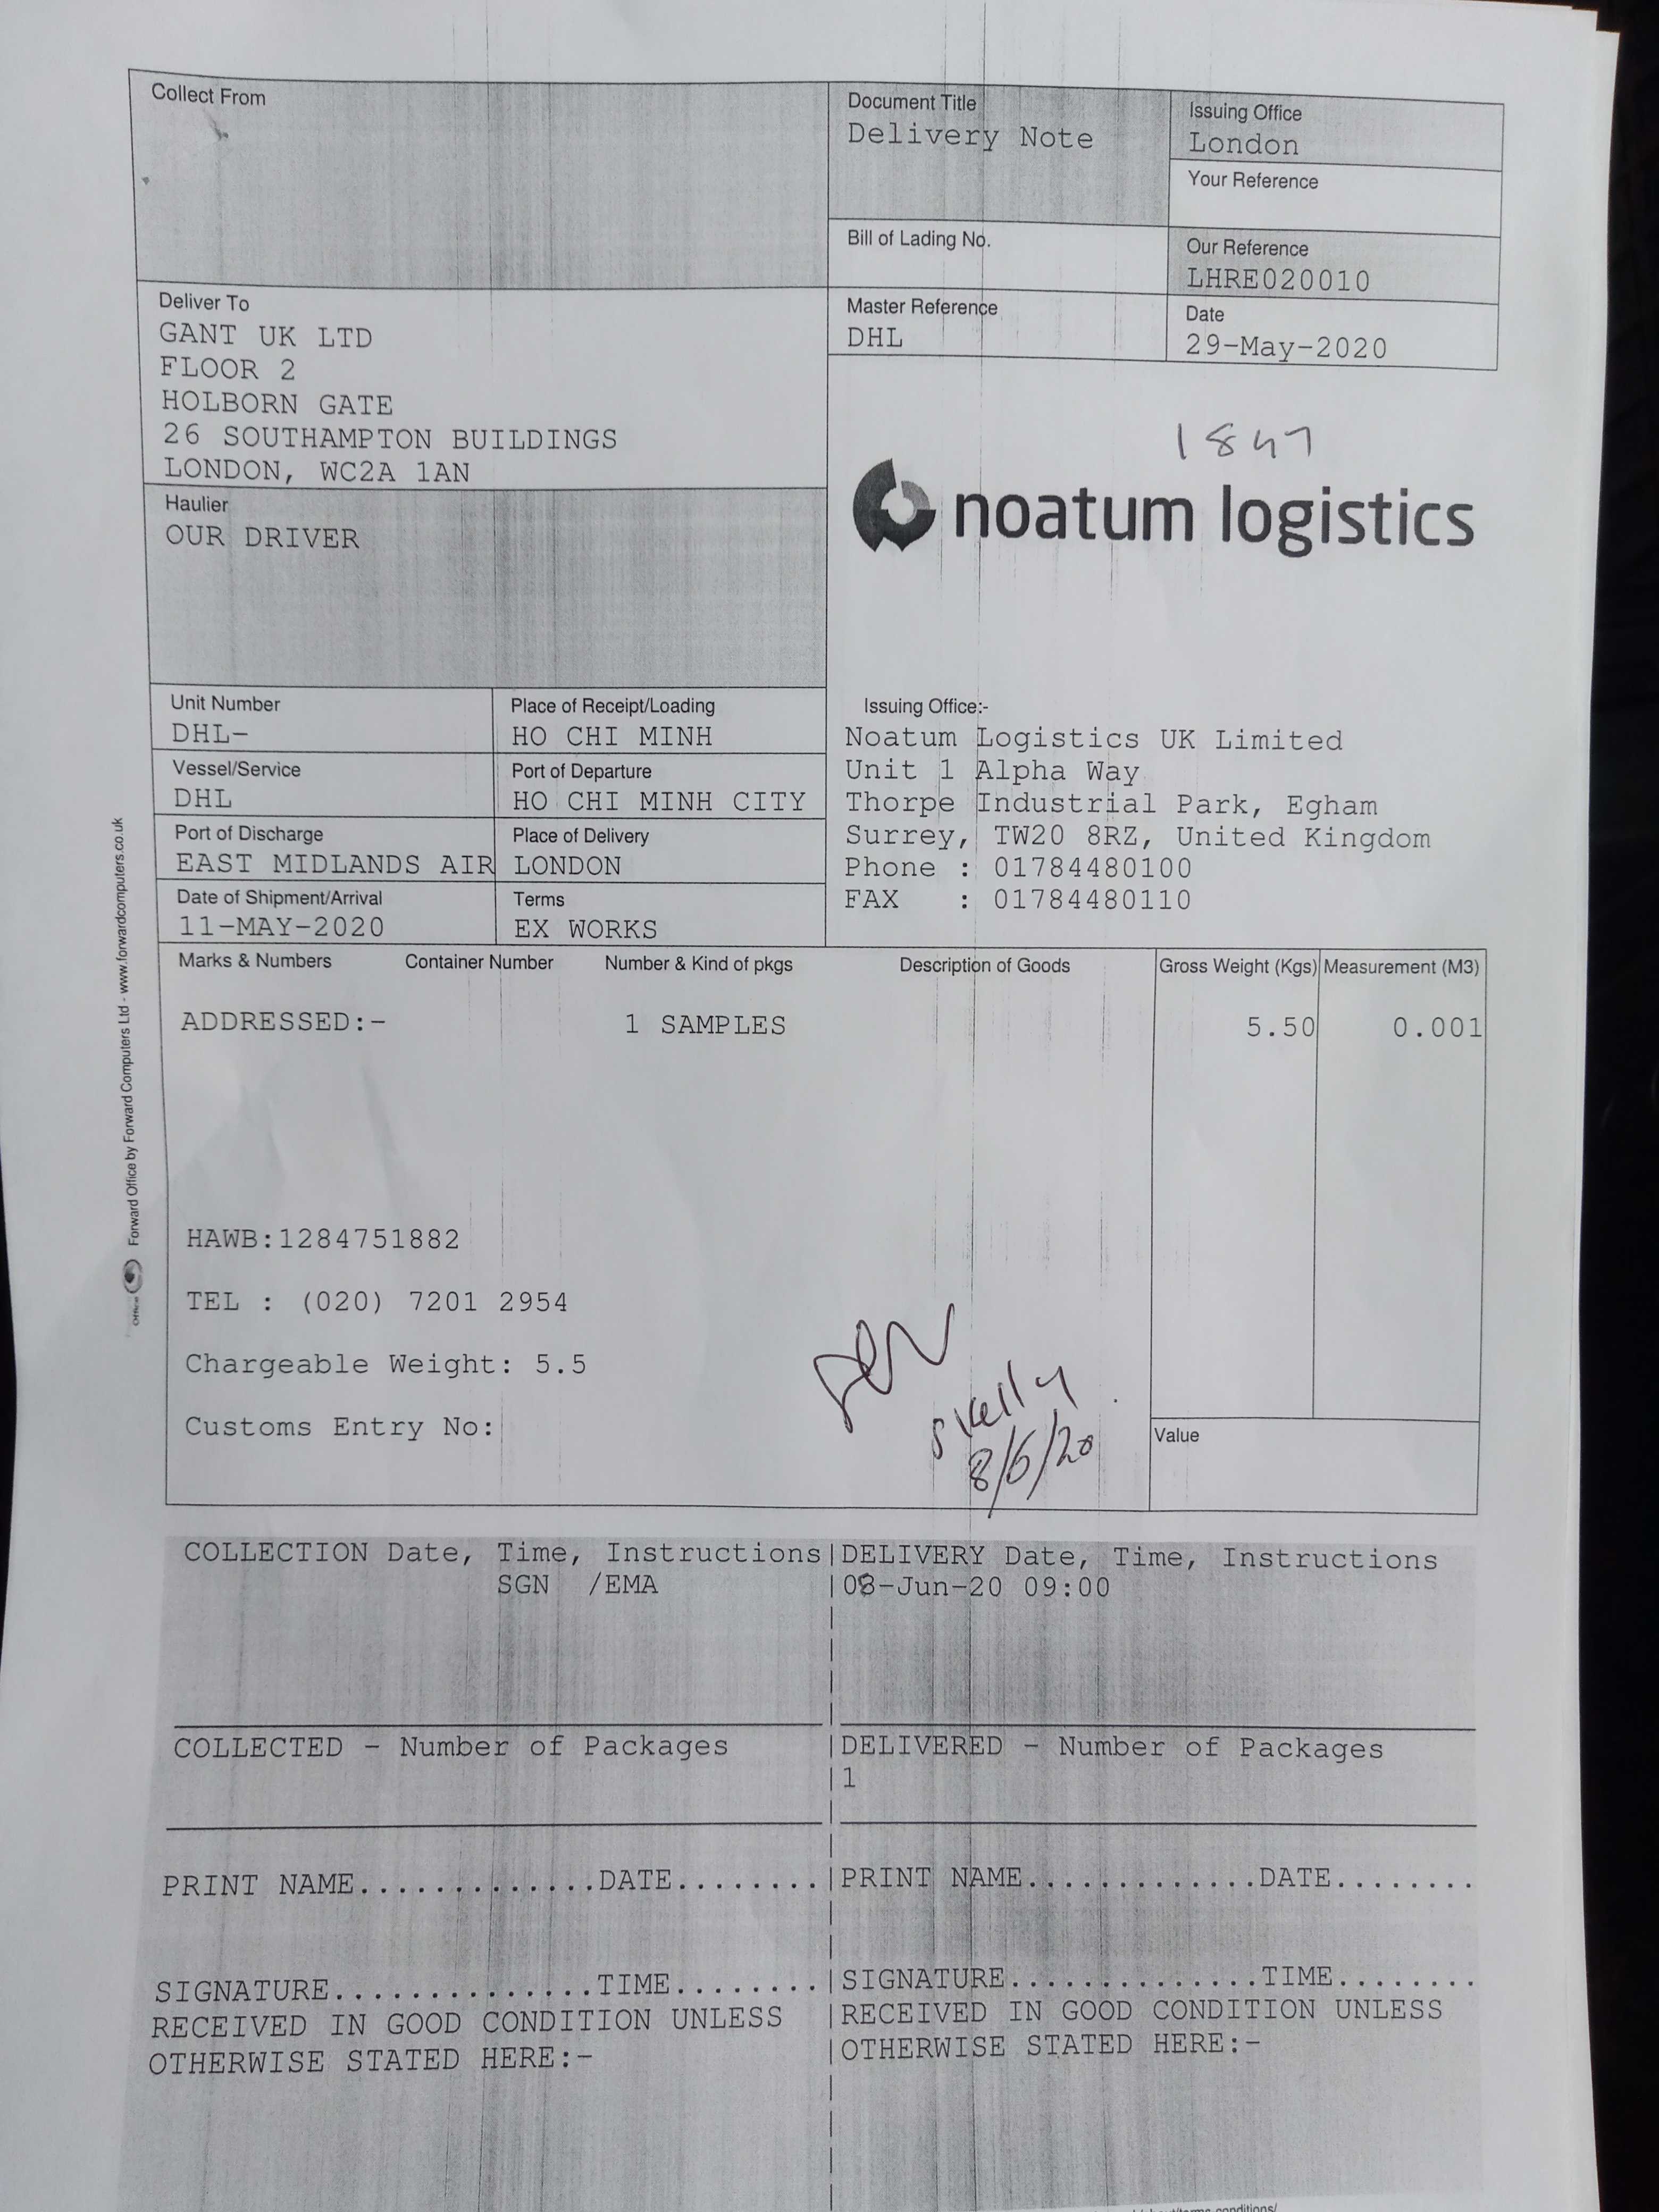 Collect From
Document Title
Delivery Note
Issuing Office
London
Your Reference
Bill of Lading No.
Our Reference
LHRE020010
Deliver To
GANT UK LTD
FLOOR 2
HOLBORN GATE
26 SOUTHAMPTON BUILDINGS
LONDON, WC2A 1AN
Master Reference
DHL
Date
29-May-2020
1847
noatum logistics
Haulier
OUR DRIVER
Unit Number
DHL-
Place of Receipt/Loading
HO CHI MINH
Vessel/Service
DHL
Port of Departure
HO CHI MINH CITY
Port of Discharge
EAST MIDLANDS AIR
Place of Delivery
LONDON
Date of Shipment/Arrival
11-MAY-2020
Terms
EX WORKS
Issuing Office:-
Noatum Logistics UK Limited
Unit 1 Alpha Way
Thorpe Industrial Park, Egham
Surrey, TW20 8RZ, United Kingdom
Phone : 01784480100
FAX : 01784480110
Marks & Numbers Container Number Number & Kind of pkgs Description of Goods Gross Weight (Kgs) Measurement (M3)
ADDRESSED:- 1 SAMPLES 5.50 0.001
HAWB:1284751882
TEL : (020) 7201 2954
Chargeable Weight: 5.5
Customs Entry No:
Skelly
8/6/20
Value
Forward Office by Forward Computers Ltd - www.forwardcomputers.co.uk
COLLECTION Date, Time, Instructions
SGN /EMA
DELIVERY Date, Time, Instructions
08-Jun-20 09:00
COLLECTED - Number of Packages
DELIVERED - Number of Packages
1
PRINT NAME.............DATE........
PRINT NAME.............DATE........
SIGNATURE..............TIME........
RECEIVED IN GOOD CONDITION UNLESS
OTHERWISE STATED HERE:-
SIGNATURE..............TIME........
RECEIVED IN GOOD CONDITION UNLESS
OTHERWISE STATED HERE:-